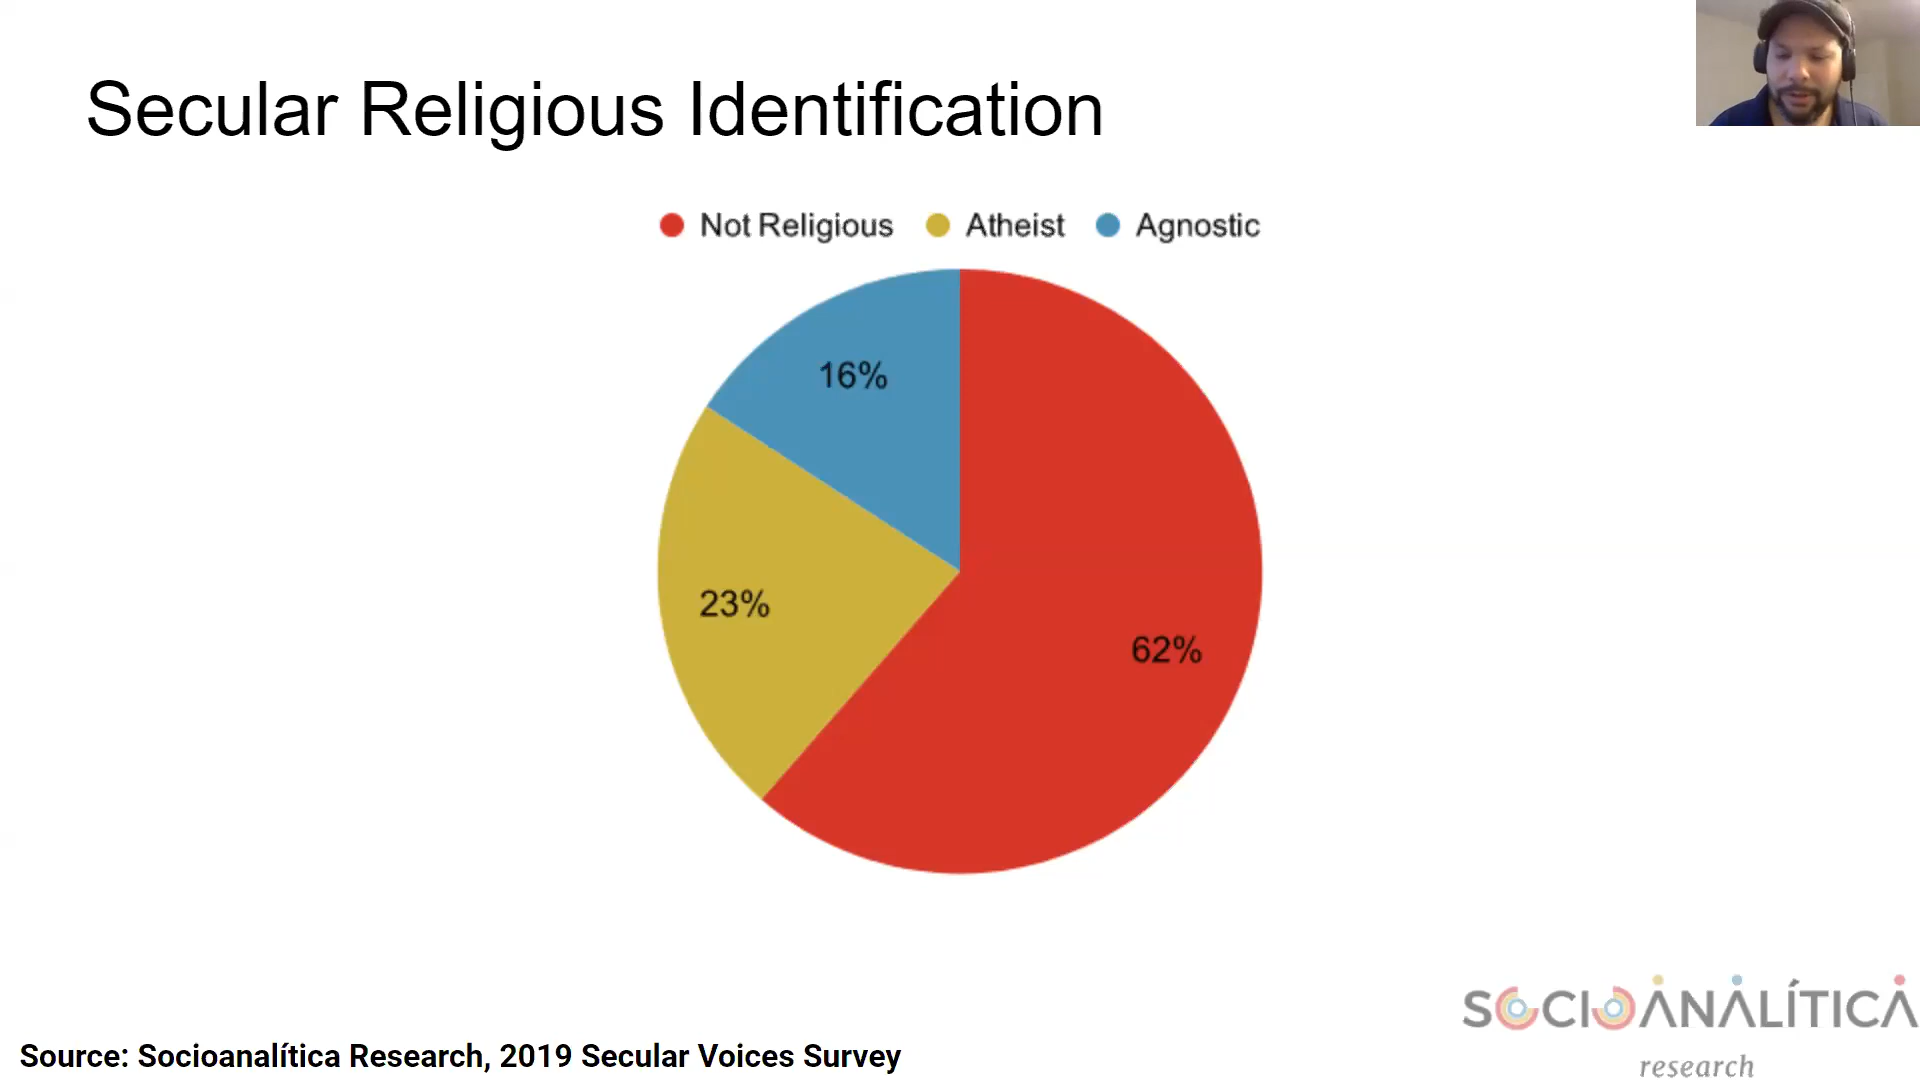 Secular Religious Identification
Not Religious Atheist Agnostic
16%
23%
62%
SOCIOANALÍTICA
research
Source: Socioanalítica Research, 2019 Secular Voices Survey